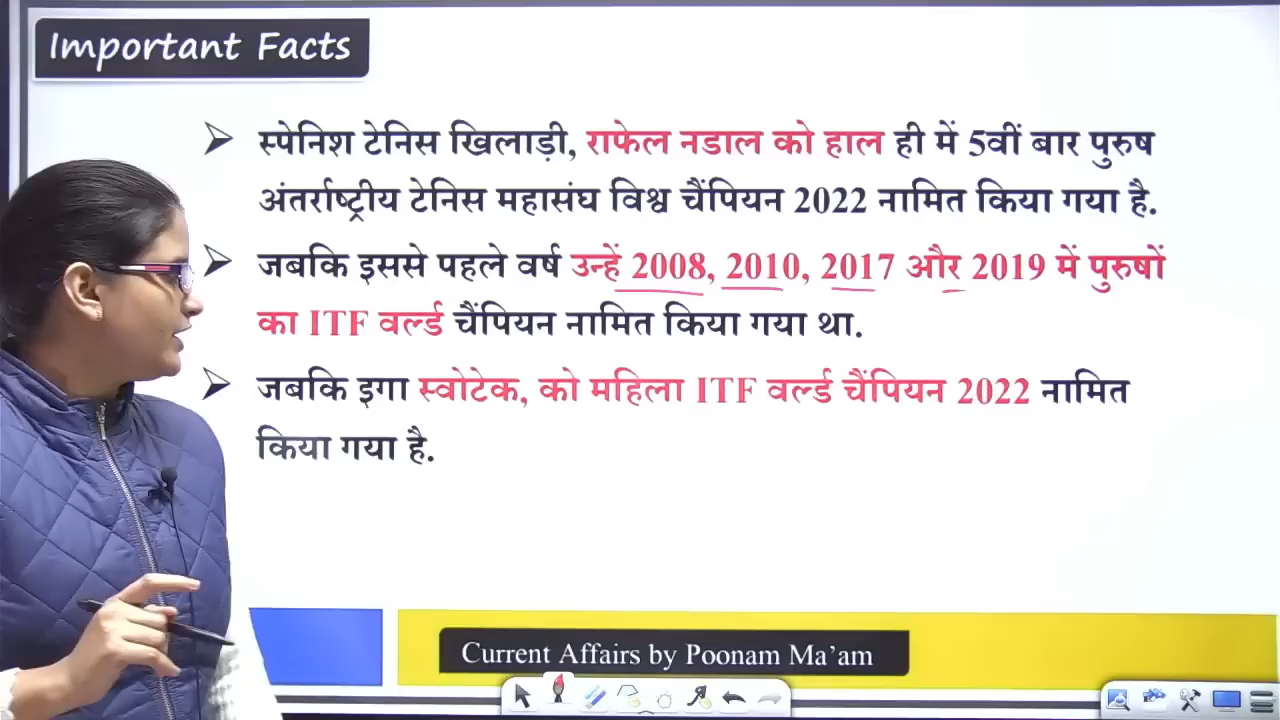 Important Facts
स्पेनिश टेनिस खिलाड़ी, राफेल नडाल को हाल ही में 5वीं बार पुरुष
अंतर्राष्ट्रीय टेनिस महासंघ विश्व चैंपियन 2022 नामित किया गया है.
जबकि इससे पहले वर्ष उन्हें 2008, 2010, 2017 और 2019 में पुरुषों
का ITF वर्ल्ड चैंपियन नामित किया गया था.
जबकि इगा स्वोटेक, को महिला ITF वर्ल्ड चैंपियन 2022 नामित
किया गया है.
Current Affairs by Poonam Ma’am